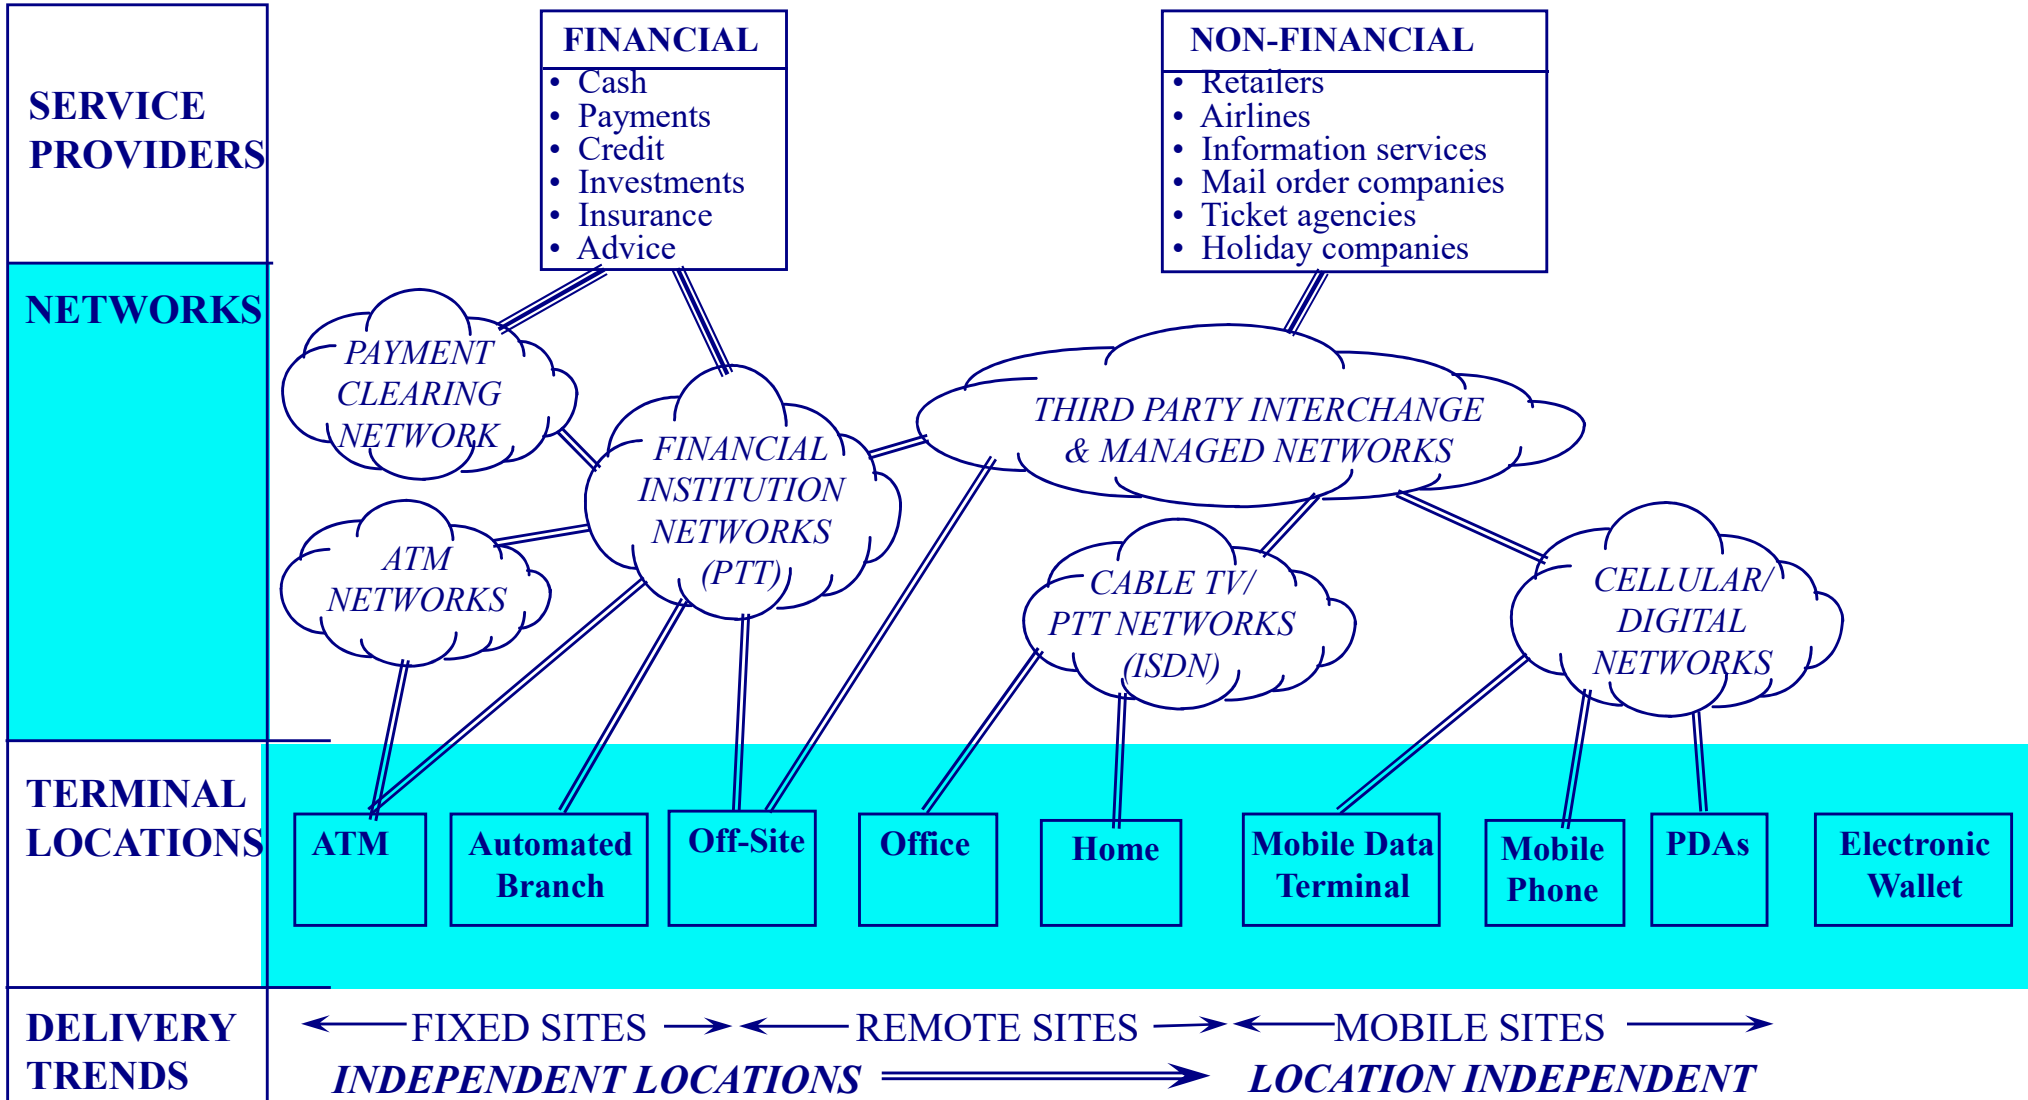 SERVICE
PROVIDERS
FINANCIAL
• Cash
• Payments
• Credit
• Investments
• Insurance
• Advice
NON-FINANCIAL
• Retailers
• Airlines
• Information services
• Mail order companies
• Ticket agencies
• Holiday companies
NETWORKS
PAYMENT
CLEARING
NETWORK
FINANCIAL
INSTITUTION
NETWORKS
(PTT)
THIRD PARTY INTERCHANGE
& MANAGED NETWORKS
ATM
NETWORKS
CABLE TV/
PTT NETWORKS
(ISDN)
CELLULAR/
DIGITAL
NETWORKS
TERMINAL
LOCATIONS
ATM
Automated
Branch
Off-Site
Office
Home
Mobile Data
Terminal
Mobile
Phone
PDAs
Electronic
Wallet
DELIVERY
TRENDS
FIXED SITES
REMOTE SITES
MOBILE SITES
INDEPENDENT LOCATIONS
LOCATION INDEPENDENT